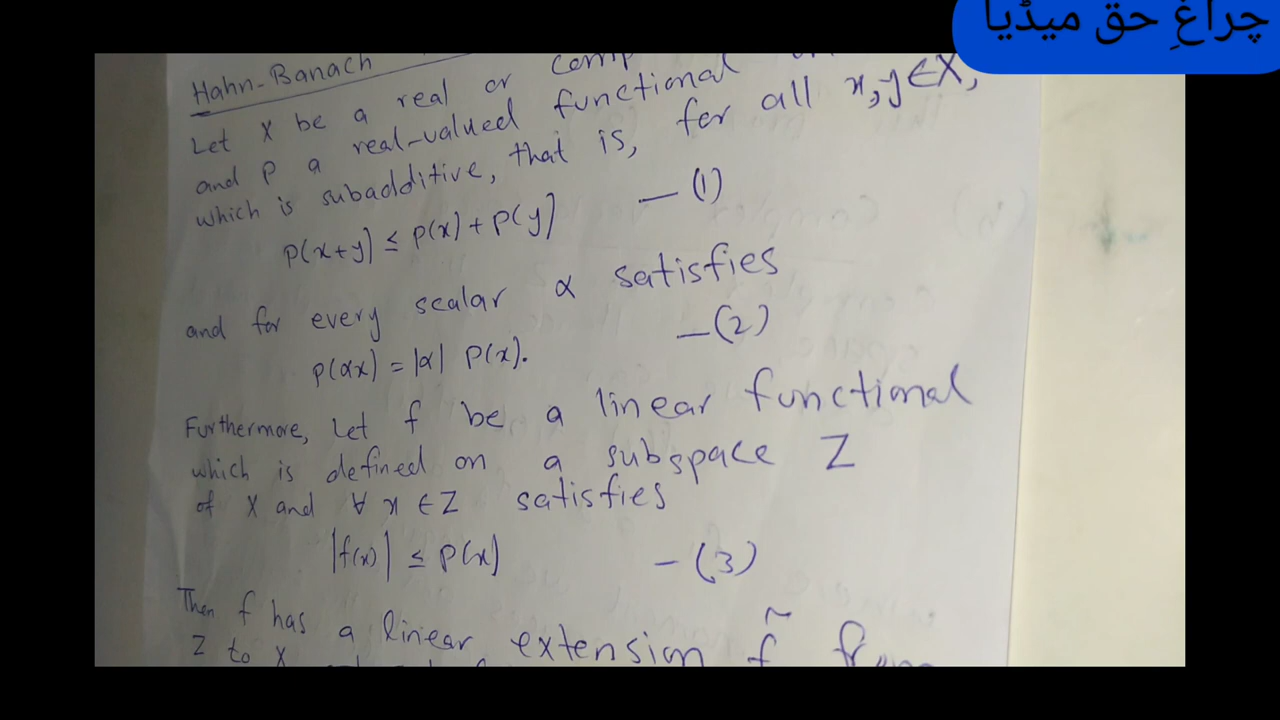 چراغِ حق میڈیا
Hahn-Banach
Let X be a real or
and P a real-valued functional
which is subadditive, that is, for all x, y ∈ X,
p(x+y) ≤ p(x) + p(y) — (1)
and for every scalar α satisfies
p(αx) = |α| p(x). — (2)
Furthermore, Let f be a linear functional
which is defined on a subspace Z
of X and ∀ x ∈ Z satisfies
|f(x)| ≤ p(x) — (3)
Then f has a linear extension f̃ from
Z to X